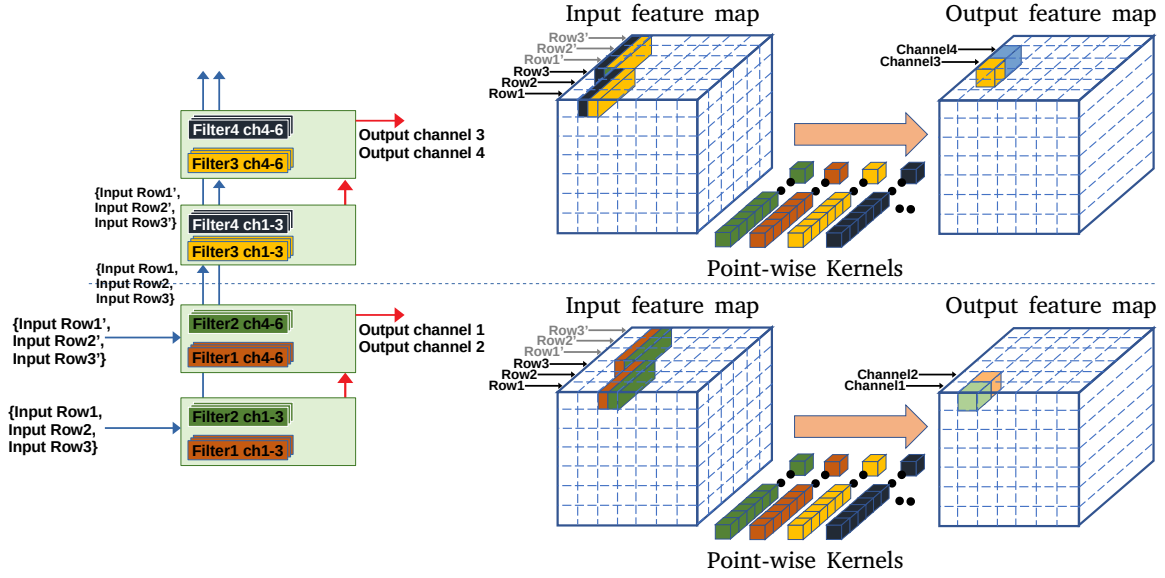 Input feature map
Output feature map
Row3'
Row2'
Row1'
Row3
Row2
Row1
Channel4
Channel3
Filter4 ch4-6
Filter3 ch4-6
Output channel 3
Output channel 4
{Input Row1’,
Input Row2’,
Input Row3’}
Filter4 ch1-3
Filter3 ch1-3
Point-wise Kernels
{Input Row1,
Input Row2,
Input Row3}
Input feature map
Output feature map
{Input Row1’,
Input Row2’,
Input Row3’}
Filter2 ch4-6
Filter1 ch4-6
Output channel 1
Output channel 2
Row3'
Row2'
Row1'
Row3
Row2
Row1
Channel2
Channel1
{Input Row1,
Input Row2,
Input Row3}
Filter2 ch1-3
Filter1 ch1-3
Point-wise Kernels